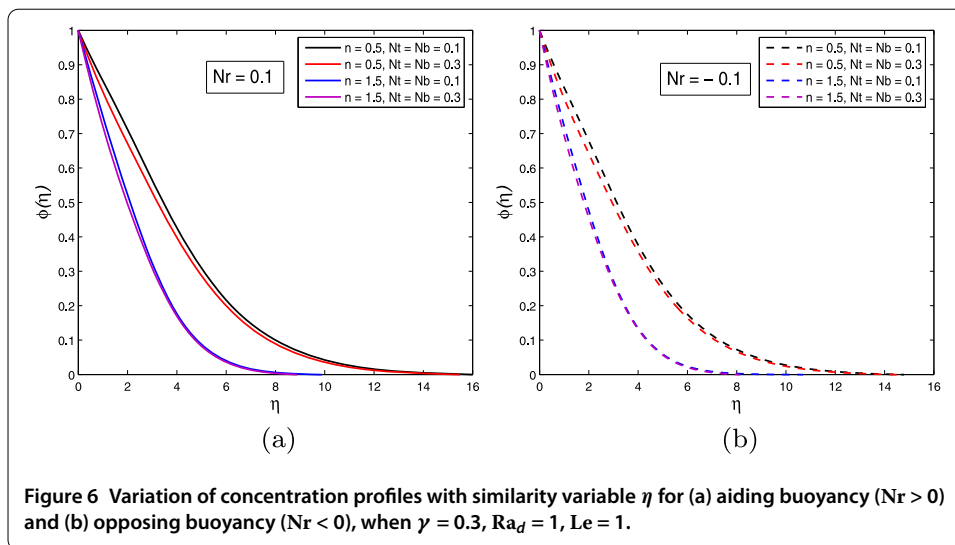 1
0.9
0.8
0.7
0.6
0.5
0.4
0.3
0.2
0.1
0
φ(η)
0 2 4 6 8 10 12 14 16
η
Nr = 0.1
n = 0.5, Nt = Nb = 0.1
n = 0.5, Nt = Nb = 0.3
n = 1.5, Nt = Nb = 0.1
n = 1.5, Nt = Nb = 0.3
(a)
1
0.9
0.8
0.7
0.6
0.5
0.4
0.3
0.2
0.1
0
φ(η)
0 2 4 6 8 10 12 14 16
η
Nr = − 0.1
n = 0.5, Nt = Nb = 0.1
n = 0.5, Nt = Nb = 0.3
n = 1.5, Nt = Nb = 0.1
n = 1.5, Nt = Nb = 0.3
(b)
Figure 6 Variation of concentration profiles with similarity variable η for (a) aiding buoyancy (Nr > 0)
and (b) opposing buoyancy (Nr < 0), when γ = 0.3, Ra_d = 1, Le = 1.